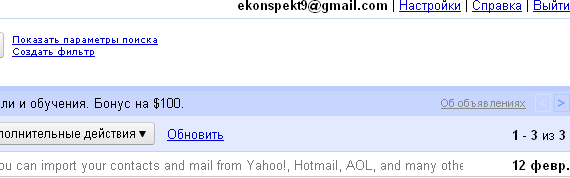 ekonspekt9@gmail.com | Настройки | Справка | Выйти
Показать параметры поиска
Создать фильтр
ли и обучения. Бонус на $100. Об объявлениях < >
полнительные действия ▼ Обновить 1 - 3 из 3
ou can import your contacts and mail from Yahoo!, Hotmail, AOL, and many othe 12 февр.